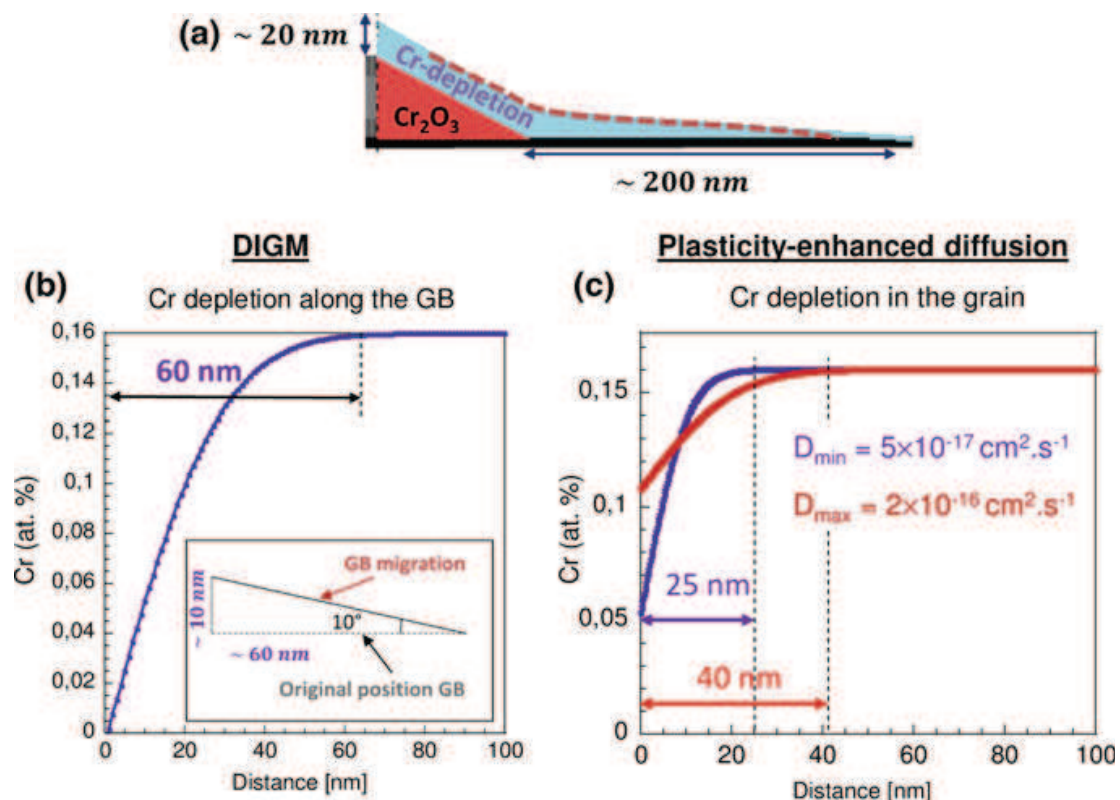 (a)
~ 20 nm
Cr-depletion
Cr2O3
~ 200 nm
DIGM
(b)
Cr depletion along the GB
0,16
0,14
0,12
0,1
0,08
0,06
0,04
0,02
0
Cr (at. %)
60 nm
GB migration
~ 10 nm
10°
~ 60 nm
Original position GB
0 20 40 60 80 100
Distance [nm]
Plasticity-enhanced diffusion
(c)
Cr depletion in the grain
0,15
0,1
0,05
0
Cr (at. %)
Dmin = 5×10-17 cm2.s-1
Dmax = 2×10-16 cm2.s-1
25 nm
40 nm
0 20 40 60 80 100
Distance [nm]